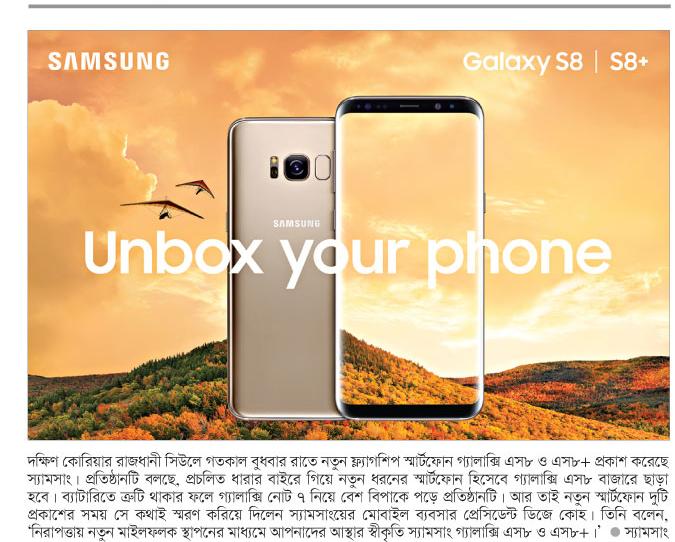 SAMSUNG
Galaxy S8 | S8+
SAMSUNG
Unbox your phone
দক্ষিণ কোরিয়ার রাজধানী সিউলে গতকাল বুধবার রাতে নতুন ফ্ল্যাগশিপ স্মার্টফোন গ্যালাক্সি এস৮ ও এস৮+ প্রকাশ করেছে
স্যামসাং। প্রতিষ্ঠানটি বলছে, প্রচলিত ধারার বাইরে গিয়ে নতুন ধরনের স্মার্টফোন হিসেবে গ্যালাক্সি এস৮ বাজারে ছাড়া
হবে। ব্যাটারিতে ত্রুটি থাকার ফলে গ্যালাক্সি নোট ৭ নিয়ে বেশ বিপাকে পড়ে প্রতিষ্ঠানটি। আর তাই নতুন স্মার্টফোন দুটি
প্রকাশের সময় সে কথাই স্মরণ করিয়ে দিলেন স্যামসাংয়ের মোবাইল ব্যবসার প্রেসিডেন্ট ডিজে কোহ। তিনি বলেন,
‘নিরাপত্তায় নতুন মাইলফলক স্থাপনের মাধ্যমে আপনাদের আস্থার স্বীকৃতি স্যামসাং গ্যালাক্সি এস৮ ও এস৮+।’ ● স্যামসাং